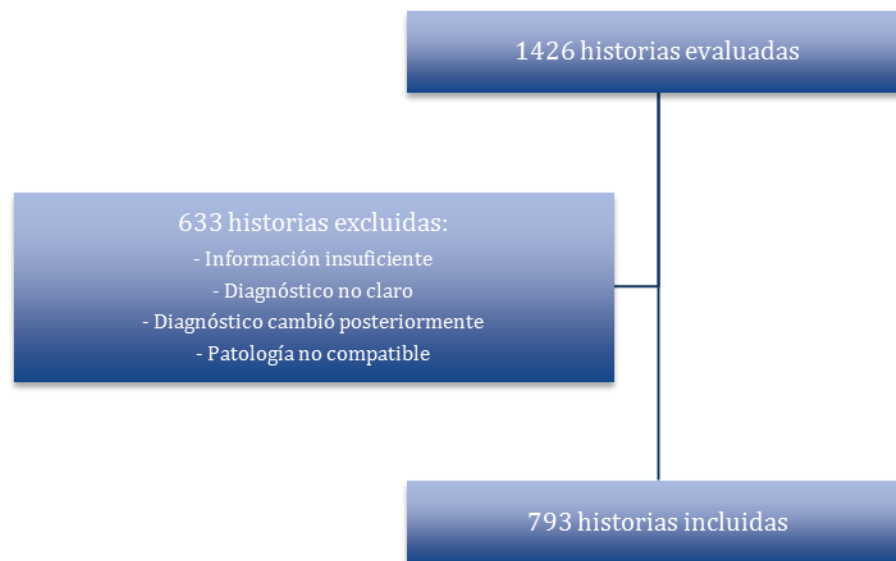 1426 historias evaluadas
633 historias excluidas:
- Información insuficiente
- Diagnóstico no claro
- Diagnóstico cambió posteriormente
- Patología no compatible
793 historias incluidas